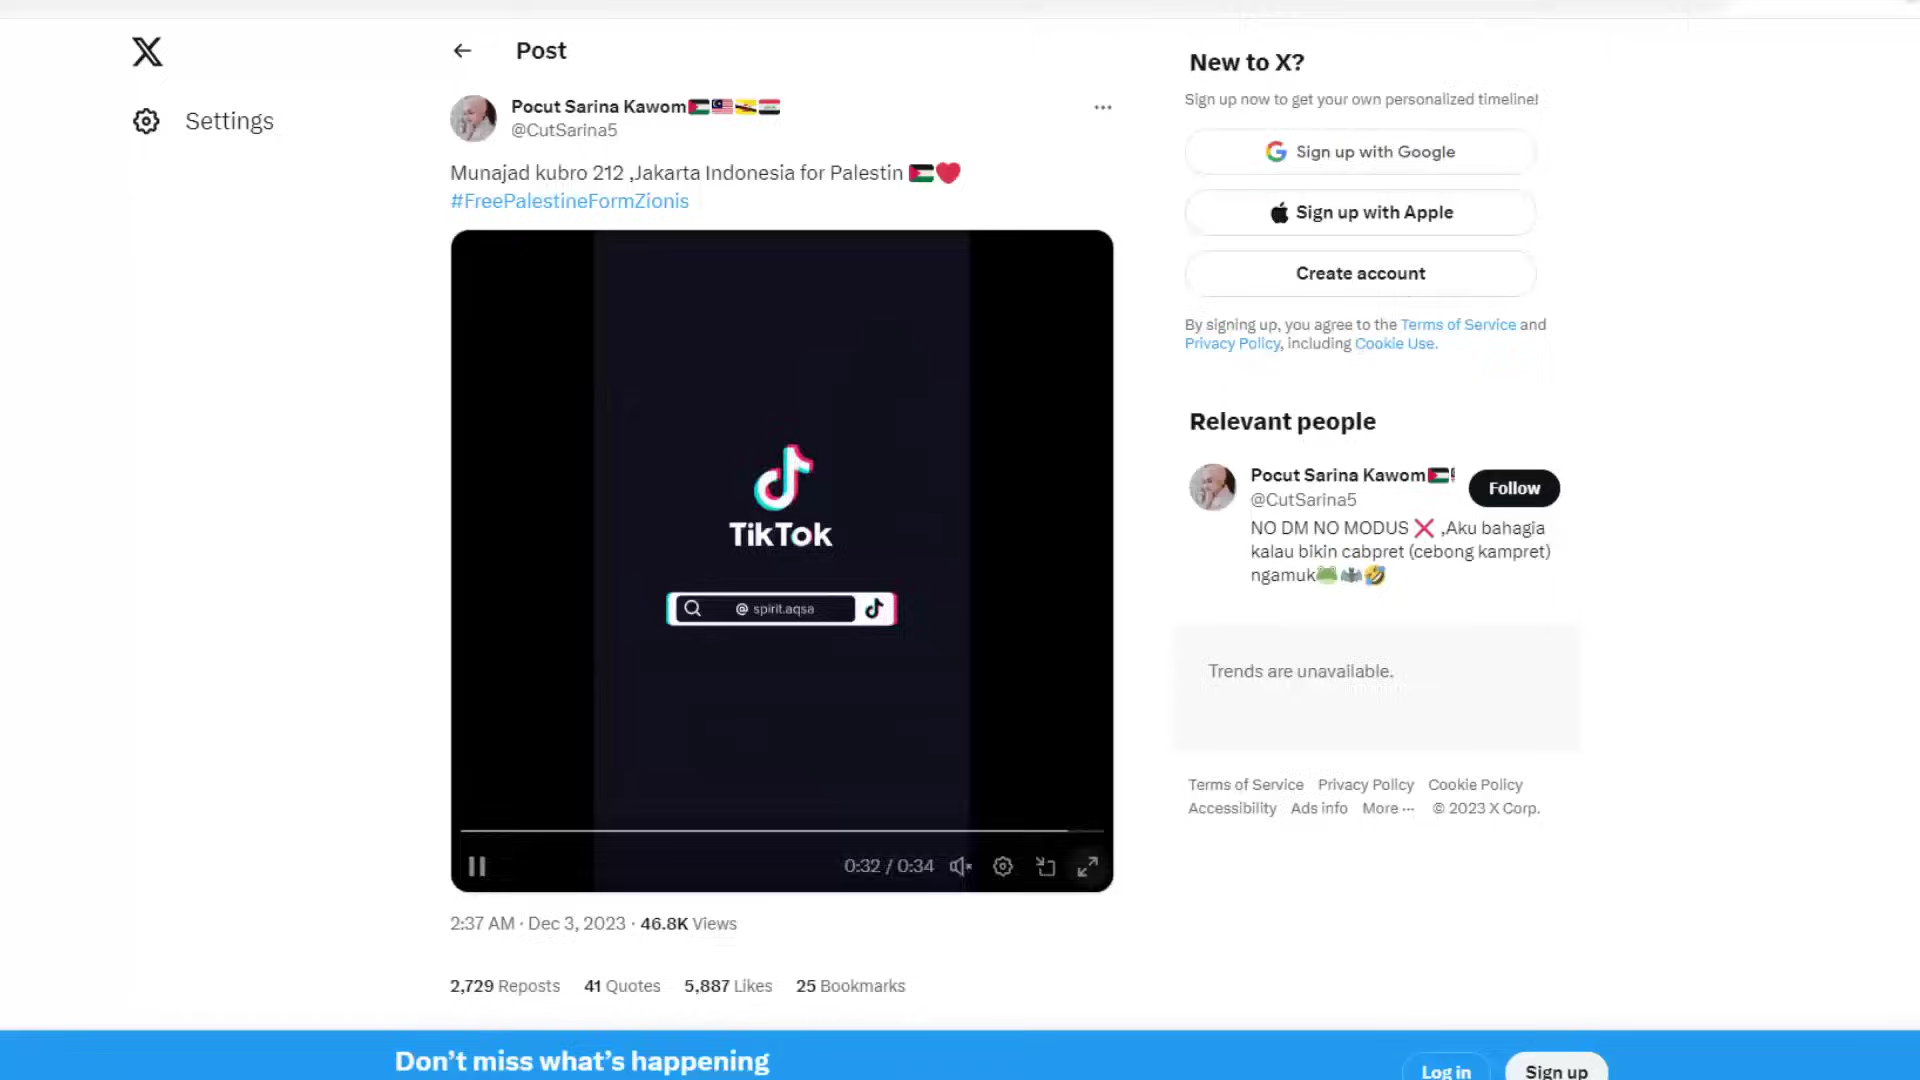 Post
Settings
Pocut Sarina Kawom🇵🇸🇲🇾🇧🇳🇮🇶
@CutSarina5
Munajad kubro 212 ,Jakarta Indonesia for Palestin 🇵🇸❤️
#FreePalestineFormZionis
TikTok
@ spirit.aqsa
0:32 / 0:34
2:37 AM · Dec 3, 2023 · 46.8K Views
2,729 Reposts 41 Quotes 5,887 Likes 25 Bookmarks
New to X?
Sign up now to get your own personalized timeline!
Sign up with Google
Sign up with Apple
Create account
By signing up, you agree to the Terms of Service and
Privacy Policy, including Cookie Use.
Relevant people
Pocut Sarina Kawom🇵🇸
@CutSarina5
Follow
NO DM NO MODUS ❌ ,Aku bahagia
kalau bikin cabpret (cebong kampret)
ngamuk🐸🦇🤣
Trends are unavailable.
Terms of Service Privacy Policy Cookie Policy
Accessibility Ads info More ··· © 2023 X Corp.
Don’t miss what’s happening
Log in
Sign up